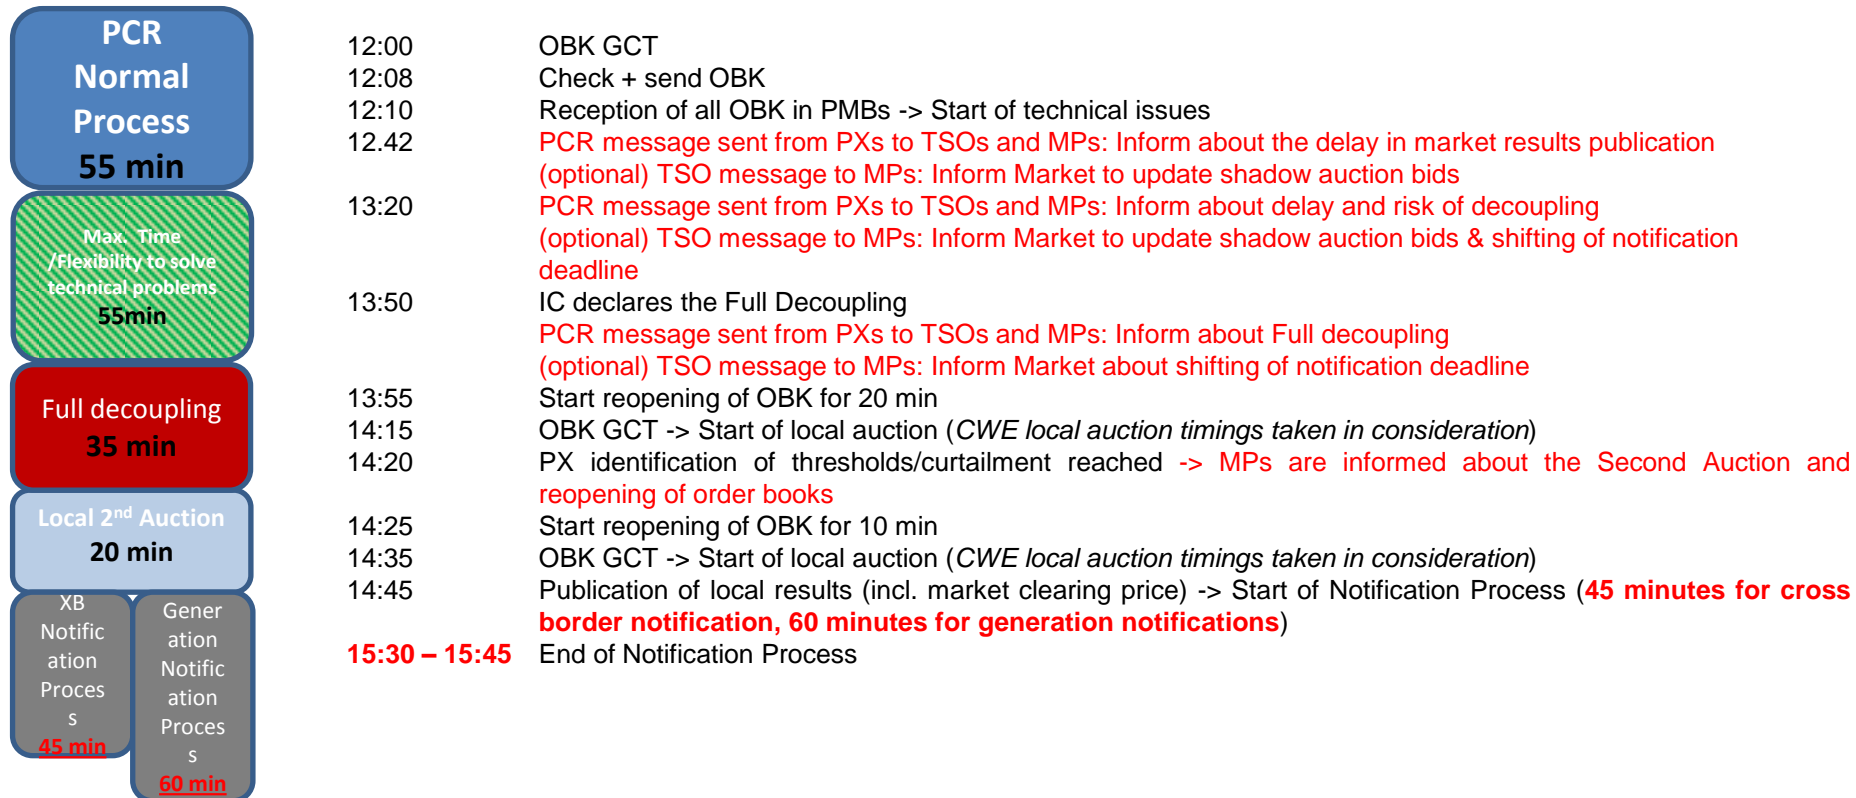 PCR
Normal
Process
55 min
Max. Time
/Flexibility to solve
technical problems
55min
Full decoupling
35 min
Local 2nd Auction
20 min
XB
Notific
ation
Proces
s
45 min
Gener
ation
Notific
ation
Proces
s
60 min
12:00 OBK GCT
12:08 Check + send OBK
12:10 Reception of all OBK in PMBs -> Start of technical issues
12.42 PCR message sent from PXs to TSOs and MPs: Inform about the delay in market results publication
(optional) TSO message to MPs: Inform Market to update shadow auction bids
13:20 PCR message sent from PXs to TSOs and MPs: Inform about delay and risk of decoupling
(optional) TSO message to MPs: Inform Market to update shadow auction bids & shifting of notification
deadline
13:50 IC declares the Full Decoupling
PCR message sent from PXs to TSOs and MPs: Inform about Full decoupling
(optional) TSO message to MPs: Inform Market about shifting of notification deadline
13:55 Start reopening of OBK for 20 min
14:15 OBK GCT -> Start of local auction (CWE local auction timings taken in consideration)
14:20 PX identification of thresholds/curtailment reached -> MPs are informed about the Second Auction and
reopening of order books
14:25 Start reopening of OBK for 10 min
14:35 OBK GCT -> Start of local auction (CWE local auction timings taken in consideration)
14:45 Publication of local results (incl. market clearing price) -> Start of Notification Process (45 minutes for cross
border notification, 60 minutes for generation notifications)
15:30 – 15:45 End of Notification Process